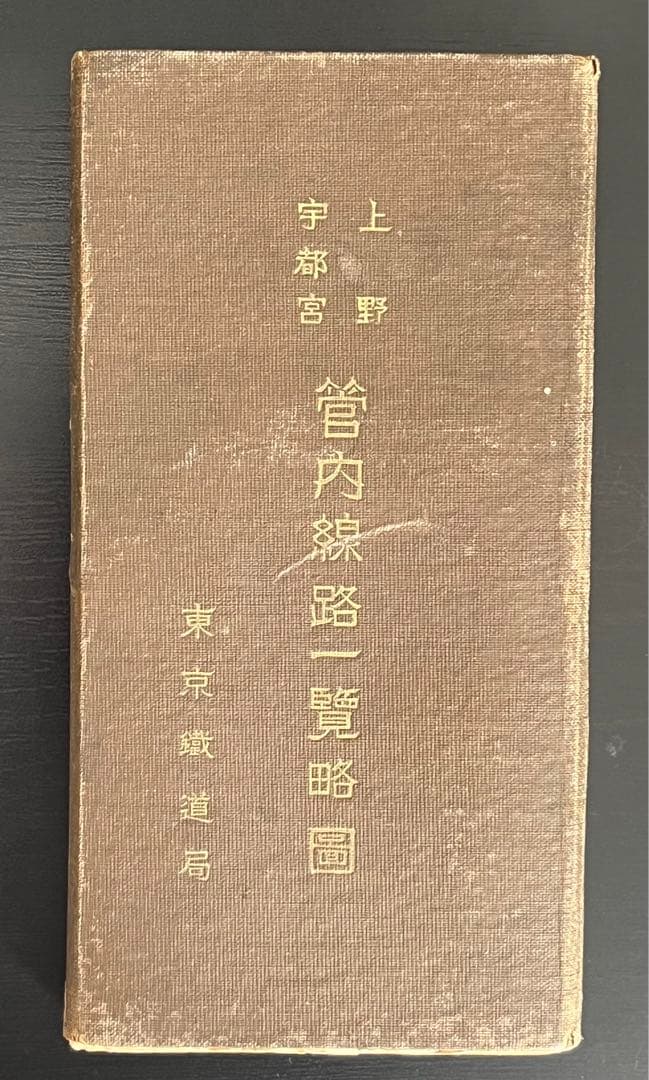 上野
宇都宮
管内線路一覽略圖
東京鐵道局